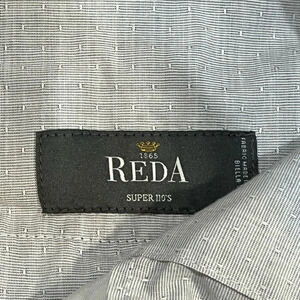 1865
REDA
SUPER 110'S
FABRIC MADE
BIELLA